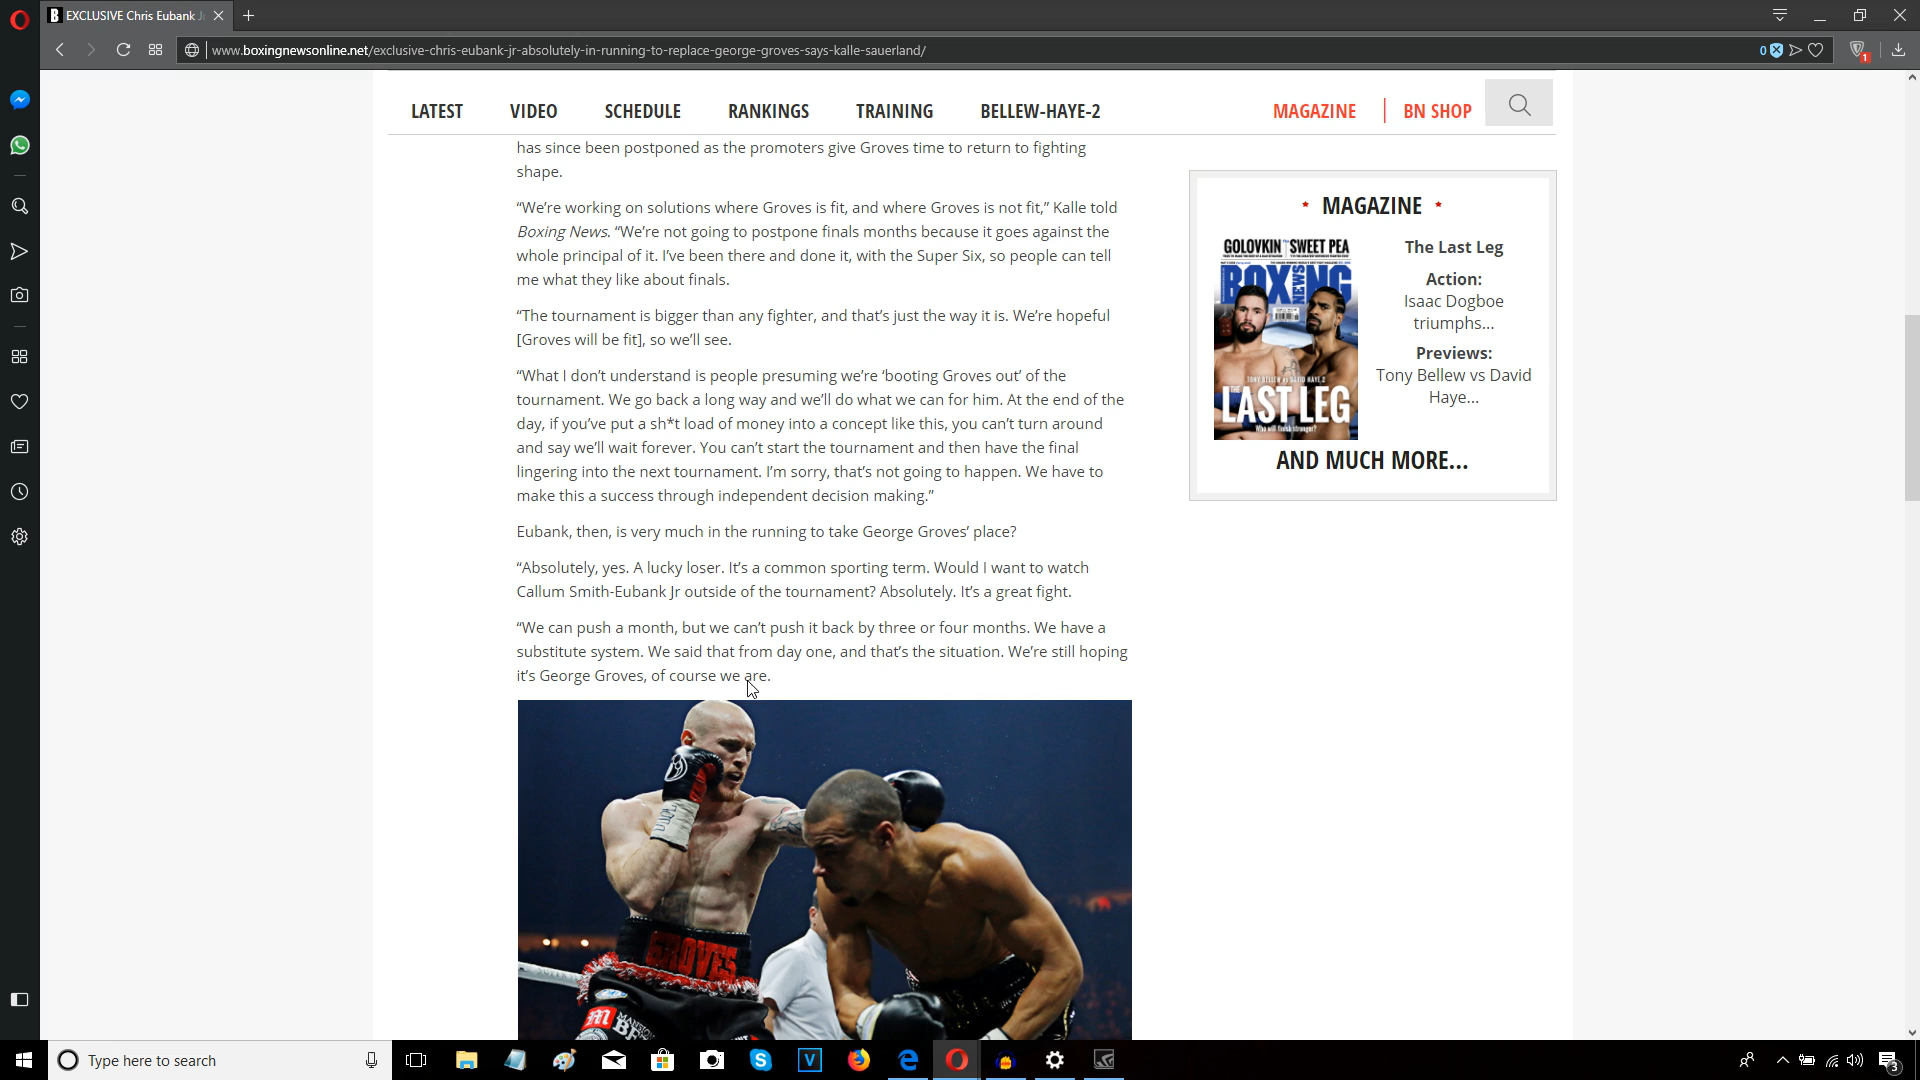 EXCLUSIVE Chris Eubank J
www.boxingnewsonline.net/exclusive-chris-eubank-jr-absolutely-in-running-to-replace-george-groves-says-kalle-sauerland/
0
1
LATEST VIDEO SCHEDULE RANKINGS TRAINING BELLEW-HAYE-2 MAGAZINE BN SHOP
has since been postponed as the promoters give Groves time to return to fighting
shape.
“We’re working on solutions where Groves is fit, and where Groves is not fit,” Kalle told
Boxing News. “We’re not going to postpone finals months because it goes against the
whole principal of it. I’ve been there and done it, with the Super Six, so people can tell
me what they like about finals.
“The tournament is bigger than any fighter, and that’s just the way it is. We’re hopeful
[Groves will be fit], so we’ll see.
“What I don’t understand is people presuming we’re ‘booting Groves out’ of the
tournament. We go back a long way and we’ll do what we can for him. At the end of the
day, if you’ve put a sh*t load of money into a concept like this, you can’t turn around
and say we’ll wait forever. You can’t start the tournament and then have the final
lingering into the next tournament. I’m sorry, that’s not going to happen. We have to
make this a success through independent decision making.”
Eubank, then, is very much in the running to take George Groves’ place?
“Absolutely, yes. A lucky loser. It’s a common sporting term. Would I want to watch
Callum Smith-Eubank Jr outside of the tournament? Absolutely. It’s a great fight.
“We can push a month, but we can’t push it back by three or four months. We have a
substitute system. We said that from day one, and that’s the situation. We’re still hoping
it’s George Groves, of course we are.
GROVES
MAGAZINE
GOLOVKIN SWEET PEA
BOXING
NEWS
TONY BELLEW vs DAVID HAYE 2
THE
LAST LEG
Who will finish stronger?
The Last Leg
Action:
Isaac Dogboe
triumphs...
Previews:
Tony Bellew vs David
Haye...
AND MUCH MORE...
Type here to search
3